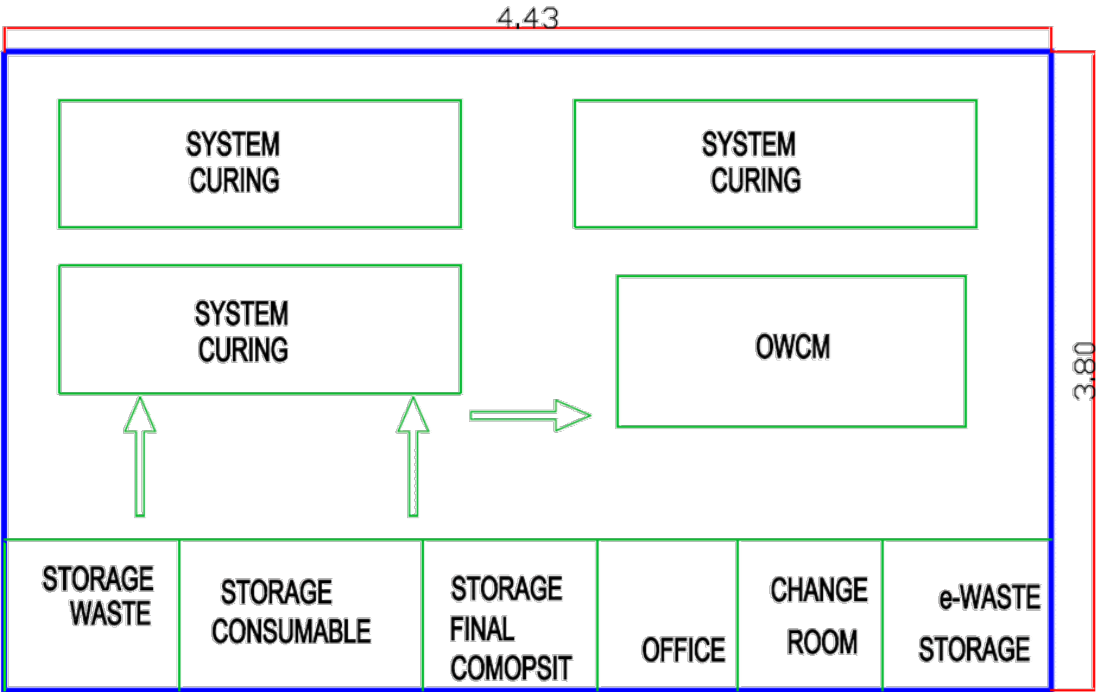 4.43
SYSTEM
CURING
SYSTEM
CURING
SYSTEM
CURING
OWCM
3.80
STORAGE
WASTE
STORAGE
CONSUMABLE
STORAGE
FINAL
COMOPSIT
OFFICE
CHANGE
ROOM
e-WASTE
STORAGE